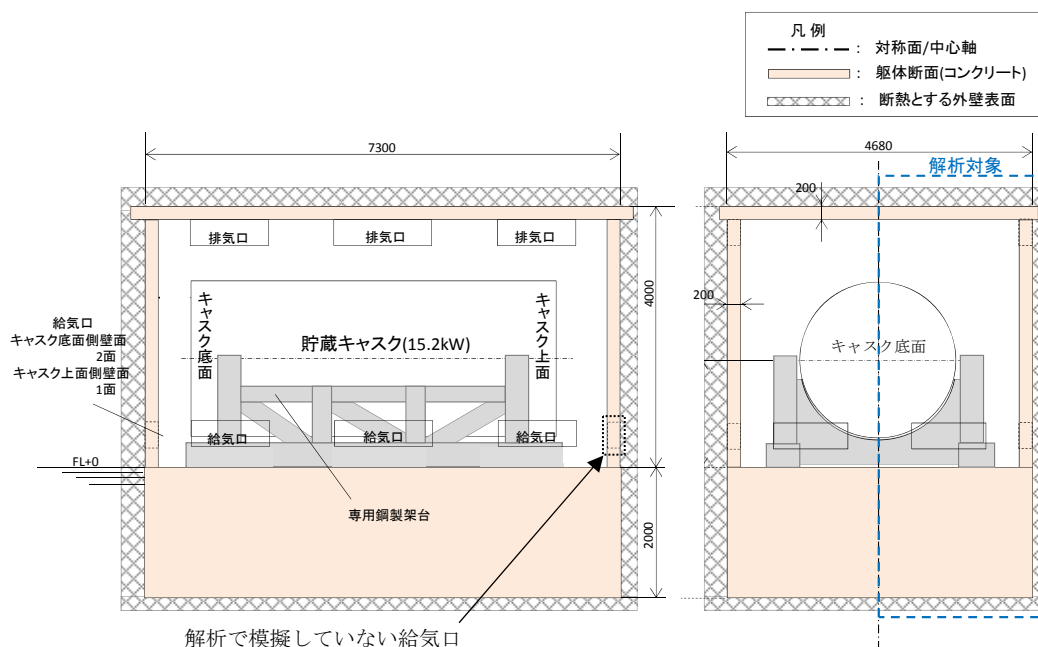 凡 例
： 対称面/中心軸
： 躯体断面(コンクリート)
： 断熱とする外壁表面
7300
4680
解析対象
200
排気口
排気口
排気口
4000
200
キャスク底面
キャスク上面
貯蔵キャスク(15.2kW)
キャスク底面
給気口
キャスク底面側壁面
2面
キャスク上面側壁面
1面
給気口
給気口
給気口
FL+0
専用鋼製架台
2000
解析で模擬していない給気口